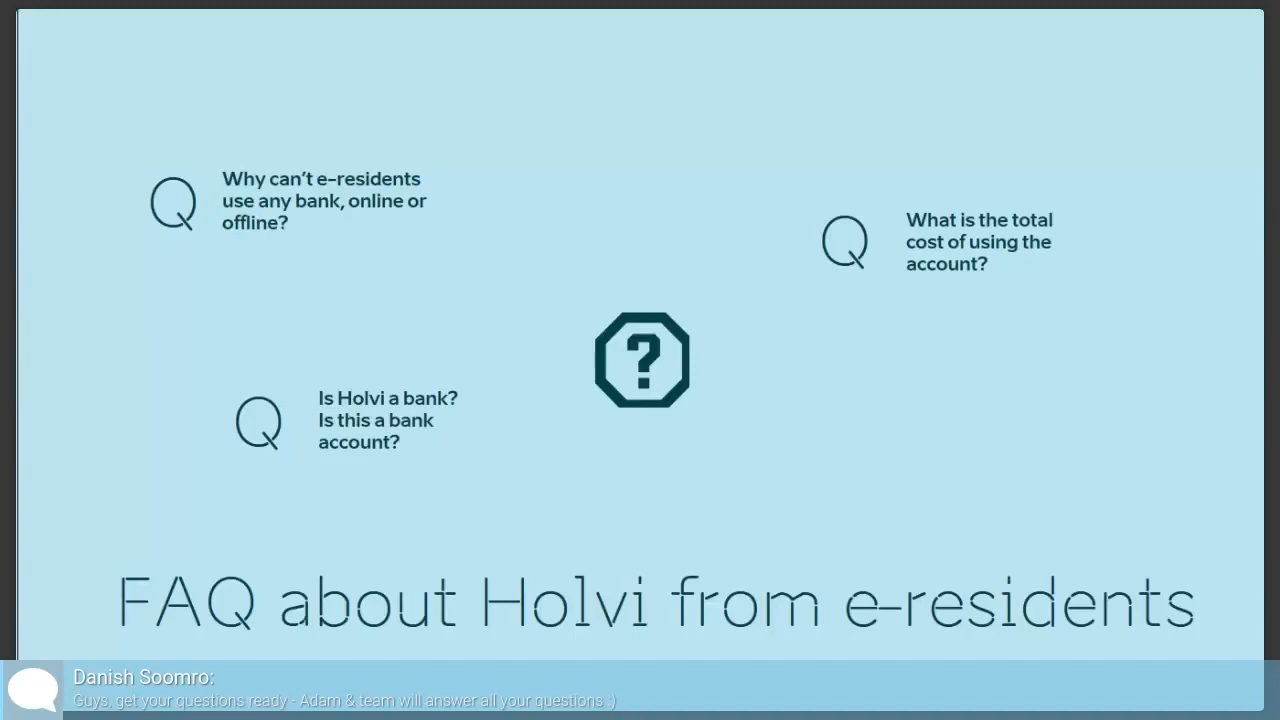 Q
Why can't e-residents
use any bank, online or
offline?
Q
What is the total
cost of using the
account?
?
Q
Is Holvi a bank?
Is this a bank
account?
FAQ about Holvi from e-residents
Danish Soomro:
Guys, get your questions ready - Adam & team will answer all your questions :)